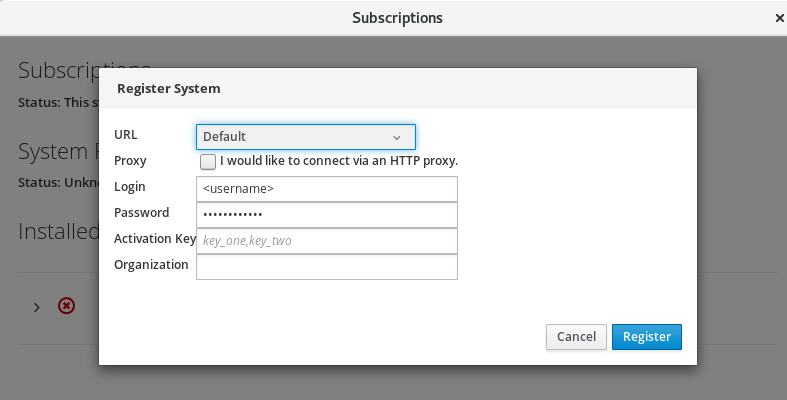 Subscriptions
Subscriptions
Status: This sy
Register System
URL
Default
System
Proxy
I would like to connect via an HTTP proxy.
Status: Unkn
Login
<username>
Password
••••••••••••
Installed
Activation Key
key_one,key_two
Organization
Cancel
Register